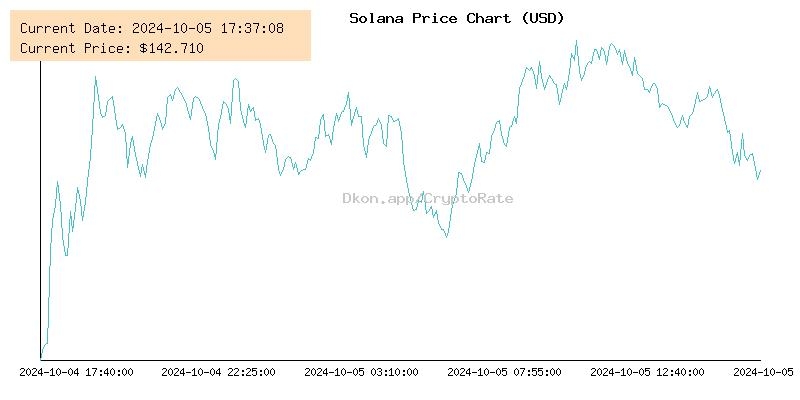 Solana Price Chart (USD)
Current Date: 2024-10-05 17:37:08
Current Price: $142.710
Dkon.app/CryptoRate
2024-10-04 17:40:00 2024-10-04 22:25:00 2024-10-05 03:10:00 2024-10-05 07:55:00 2024-10-05 12:40:00 2024-10-05